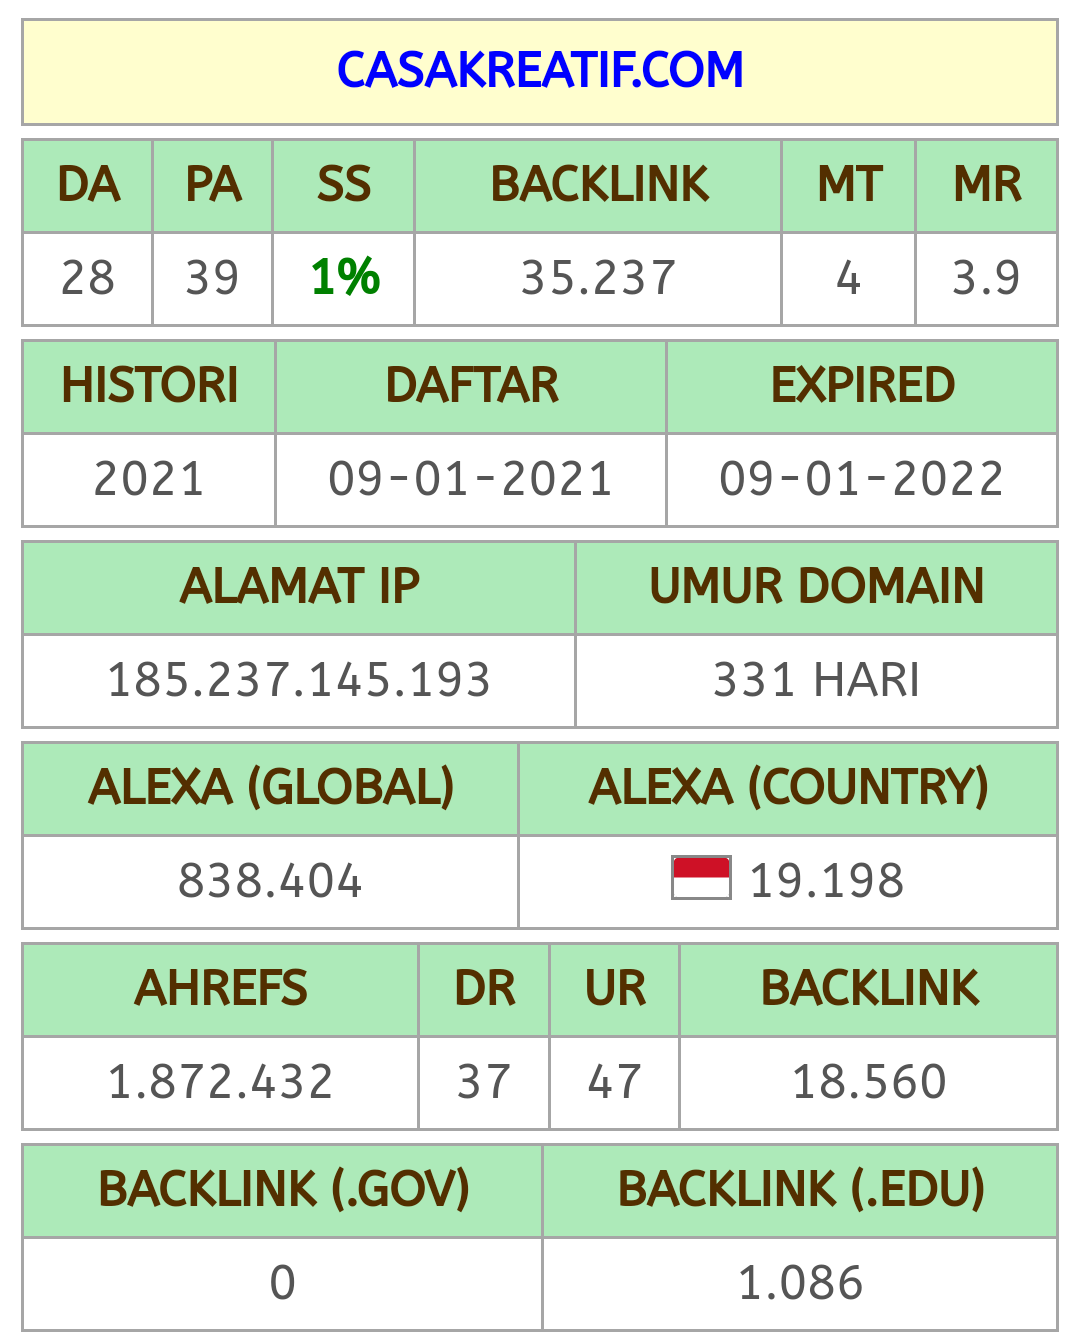 CASAKREATIF.COM
DA PA SS BACKLINK MT MR
28 39 1% 35.237 4 3.9
HISTORI DAFTAR EXPIRED
2021 09-01-2021 09-01-2022
ALAMAT IP UMUR DOMAIN
185.237.145.193 331 HARI
ALEXA (GLOBAL) ALEXA (COUNTRY)
838.404 19.198
AHREFS DR UR BACKLINK
1.872.432 37 47 18.560
BACKLINK (.GOV) BACKLINK (.EDU)
0 1.086